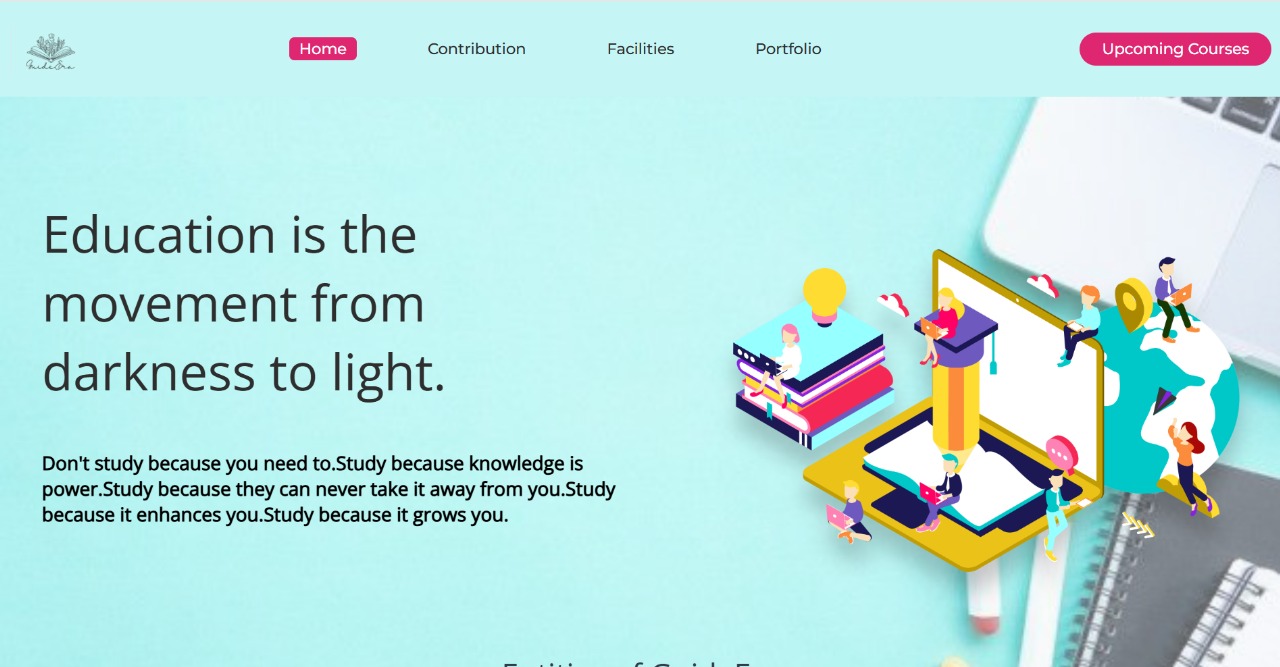 Home Contribution Facilities Portfolio Upcoming Courses
Education is the
movement from
darkness to light.
Don't study because you need to.Study because knowledge is
power.Study because they can never take it away from you.Study
because it enhances you.Study because it grows you.